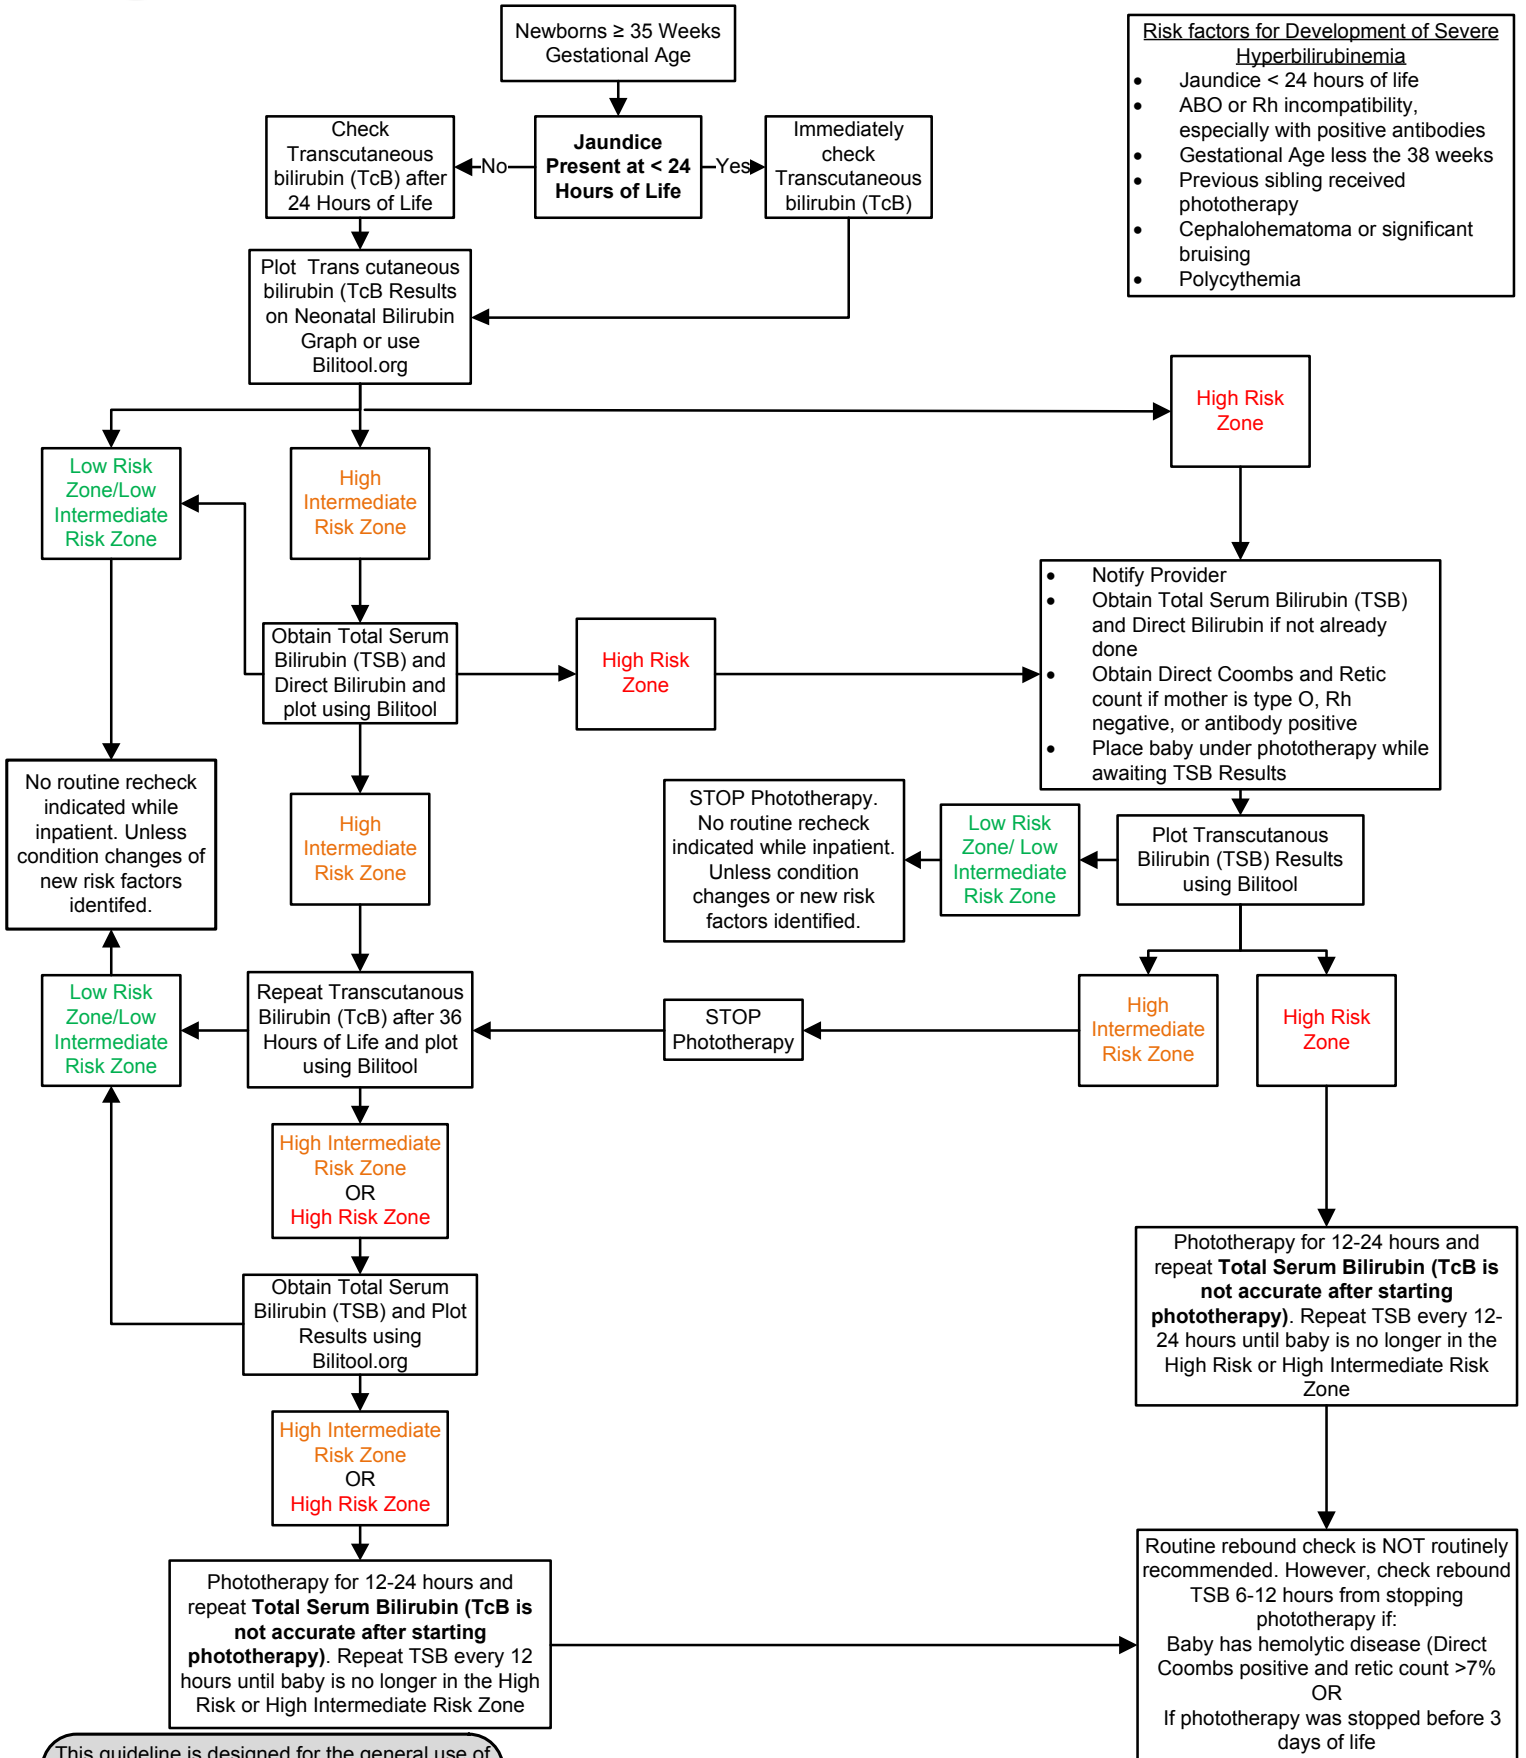 Newborns ≥ 35 Weeks
Gestational Age
Risk factors for Development of Severe
Hyperbilirubinemia
• Jaundice < 24 hours of life
• ABO or Rh incompatibility,
especially with positive antibodies
• Gestational Age less the 38 weeks
• Previous sibling received
phototherapy
• Cephalohematoma or significant
bruising
• Polycythemia
Check
Transcutaneous
bilirubin (TcB) after
24 Hours of Life
No
Jaundice
Present at < 24
Hours of Life
Yes
Immediately
check
Transcutaneous
bilirubin (TcB)
Plot Trans cutaneous
bilirubin (TcB Results
on Neonatal Bilirubin
Graph or use
Bilitool.org
High Risk
Zone
Low Risk
Zone/Low
Intermediate
Risk Zone
High
Intermediate
Risk Zone
• Notify Provider
• Obtain Total Serum Bilirubin (TSB)
and Direct Bilirubin if not already
done
• Obtain Direct Coombs and Retic
count if mother is type O, Rh
negative, or antibody positive
• Place baby under phototherapy while
awaiting TSB Results
Obtain Total Serum
Bilirubin (TSB) and
Direct Bilirubin and
plot using Bilitool
High Risk
Zone
No routine recheck
indicated while
inpatient. Unless
condition changes of
new risk factors
identifed.
High
Intermediate
Risk Zone
STOP Phototherapy.
No routine recheck
indicated while inpatient.
Unless condition
changes or new risk
factors identified.
Low Risk
Zone/ Low
Intermediate
Risk Zone
Plot Transcutanous
Bilirubin (TSB) Results
using Bilitool
Low Risk
Zone/Low
Intermediate
Risk Zone
Repeat Transcutanous
Bilirubin (TcB) after 36
Hours of Life and plot
using Bilitool
STOP
Phototherapy
High
Intermediate
Risk Zone
High Risk
Zone
High Intermediate
Risk Zone
OR
High Risk Zone
Obtain Total Serum
Bilirubin (TSB) and Plot
Results using
Bilitool.org
Phototherapy for 12-24 hours and
repeat Total Serum Bilirubin (TcB is
not accurate after starting
phototherapy). Repeat TSB every 12-
24 hours until baby is no longer in the
High Risk or High Intermediate Risk
Zone
High Intermediate
Risk Zone
OR
High Risk Zone
Phototherapy for 12-24 hours and
repeat Total Serum Bilirubin (TcB is
not accurate after starting
phototherapy). Repeat TSB every 12
hours until baby is no longer in the High
Risk or High Intermediate Risk Zone
Routine rebound check is NOT routinely
recommended. However, check rebound
TSB 6-12 hours from stopping
phototherapy if:
Baby has hemolytic disease (Direct
Coombs positive and retic count >7%
OR
If phototherapy was stopped before 3
days of life
This guideline is designed for the general use of